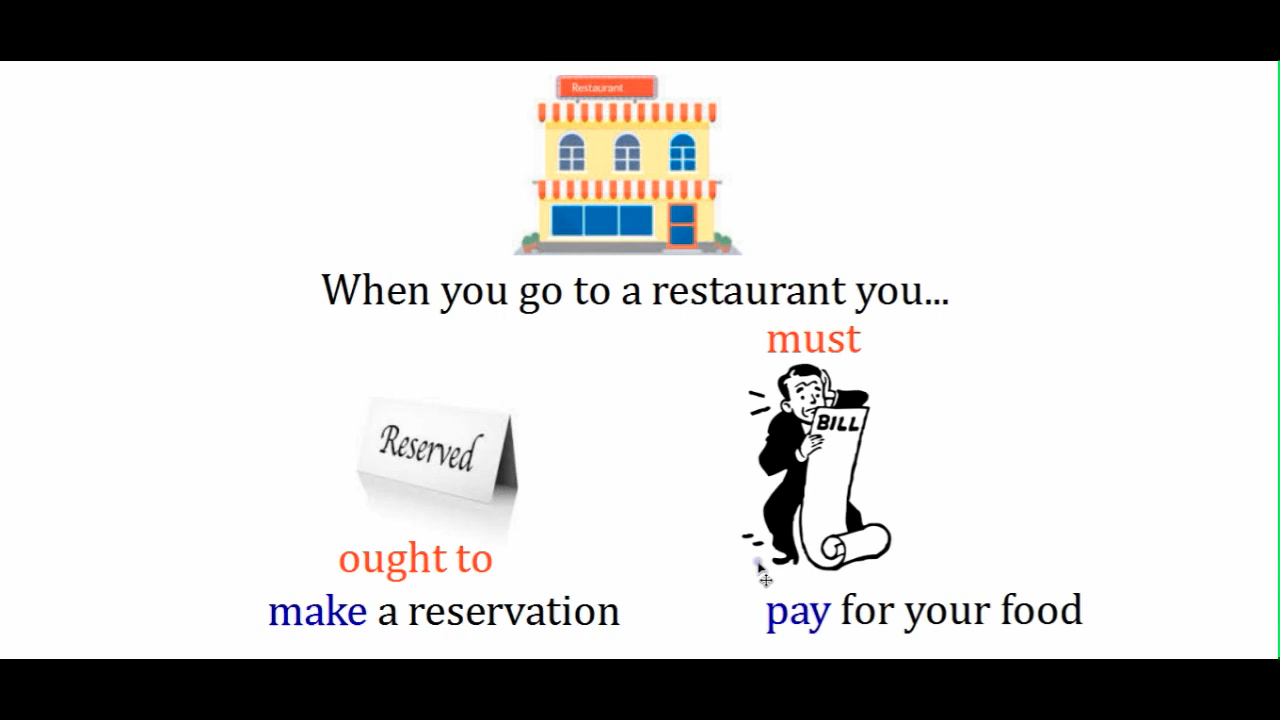 Restaurant
When you go to a restaurant you...
must
BILL
Reserved
ought to
make a reservation
pay for your food